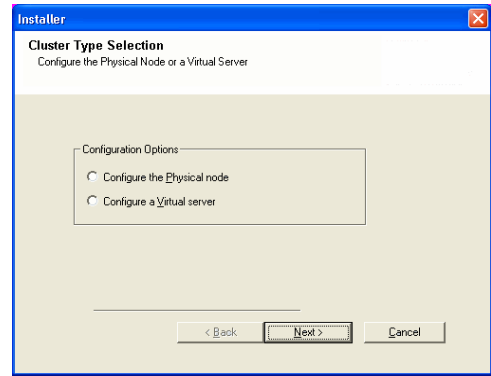 Installer
Cluster Type Selection
Configure the Physical Node or a Virtual Server
Configuration Options
Configure the Physical node
Configure a Virtual server
< Back Next > Cancel